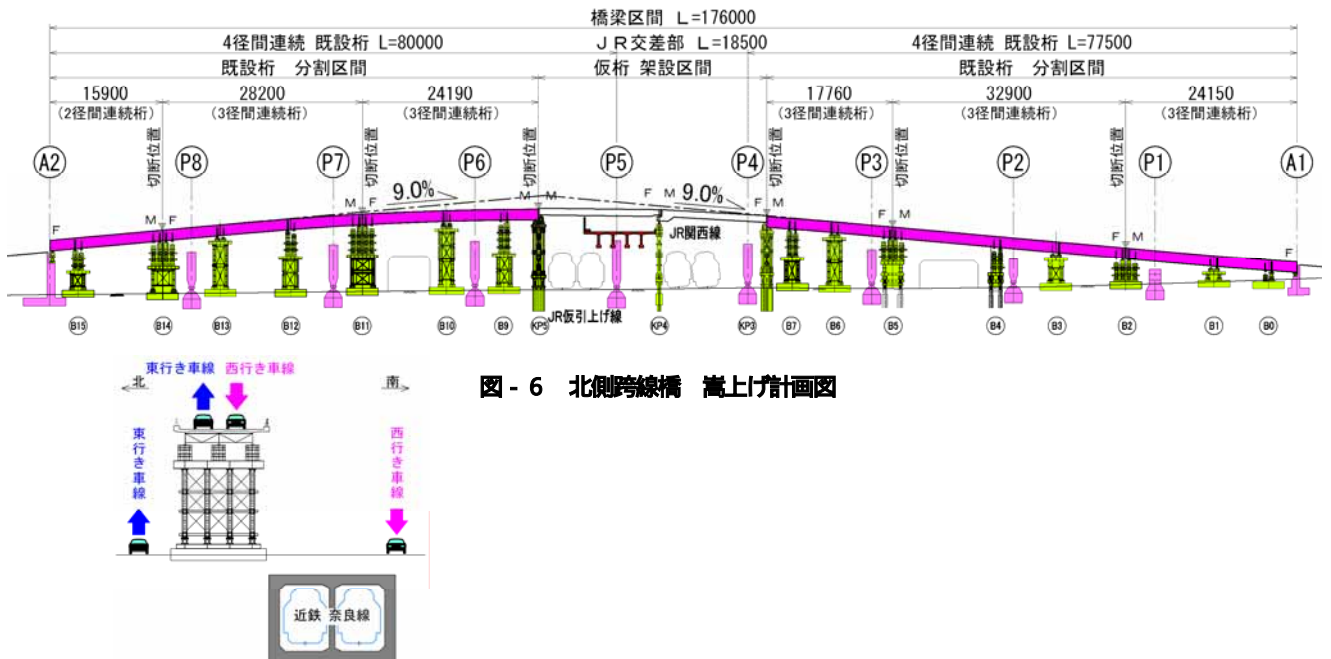 橋梁区間 L=176000
4径間連続 既設桁 L=80000 JR交差部 L=18500 4径間連続 既設桁 L=77500
既設桁 分割区間 仮桁 架設区間 既設桁 分割区間
15900 28200 24190 17760 32900 24150
(2径間連続桁) (3径間連続桁) (3径間連続桁) (3径間連続桁) (3径間連続桁) (3径間連続桁)
切断位置 切断位置 切断位置 切断位置 切断位置 切断位置
A2 P8 P7 P6 P5 P4 P3 P2 P1 A1
9.0% F M 9.0%
F M F M F M M M F M F M F
JR関西線
JR仮引上げ線
B15 B14 B13 B12 B11 B10 B9 KP5 KP4 KP3 B7 B6 B5 B4 B3 B2 B1 B0
図-6 北側跨線橋 嵩上げ計画図
東行き車線 西行き車線
北 南
東行き車線
西行き車線
近鉄 奈良線